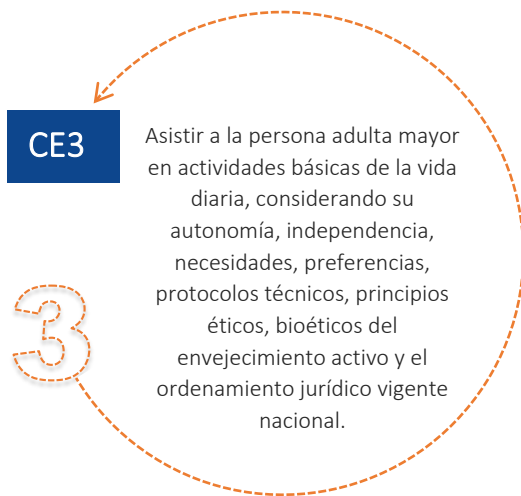 CE3
Asistir a la persona adulta mayor
en actividades básicas de la vida
diaria, considerando su
autonomía, independencia,
necesidades, preferencias,
protocolos técnicos, principios
éticos, bioéticos del
envejecimiento activo y el
ordenamiento jurídico vigente
nacional.
3